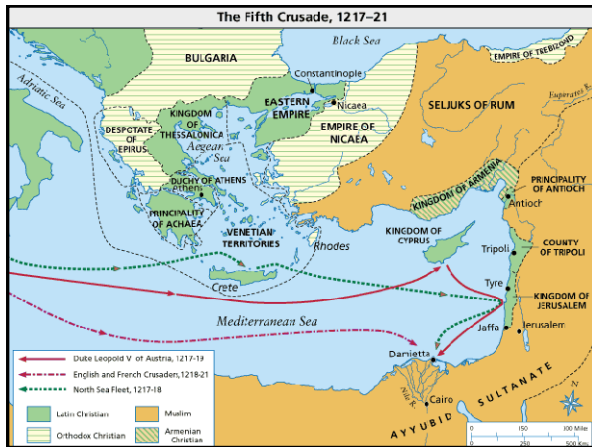 The Fifth Crusade, 1217–21
Black Sea
BULGARIA
EMPIRE OF TREBIZOND
Constantinople
Adriatic Sea
EASTERN
EMPIRE
Nicaea
KINGDOM
OF
THESSALONICA
SELJUKS OF RUM
Euphrates R.
DESPOTATE
OF
EPIRUS
EMPIRE OF
NICAEA
Aegean
Sea
DUCHY OF ATHENS
Athens
KINGDOM OF ARMENIA
PRINCIPALITY
OF ANTIOCH
Antioch
PRINCIPALITY
OF ACHAEA
VENETIAN
TERRITORIES
Rhodes
KINGDOM OF
CYPRUS
Tripoli
COUNTY
OF TRIPOLI
Crete
Tyre
KINGDOM OF
JERUSALEM
Mediterranean Sea
Jaffa
Jerusalem
Damietta
Duke Leopold V of Austria, 1217-19
English and French Crusaders, 1218-21
North Sea Fleet, 1217-18
Nile R.
Cairo
AYYUBID SULTANATE
N
Latin Christian
Muslim
Orthodox Christian
Armenian
Christian
0 150 300 Miles
0 250 500 Km.